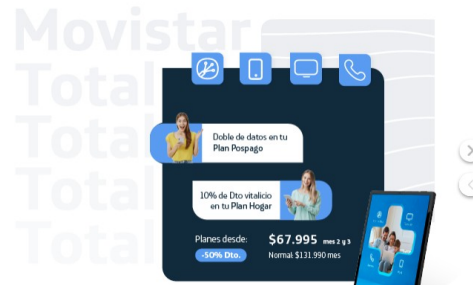 Movistar
Total
Total
Total
Total
Doble de datos en tu
Plan Pospago
10% de Dto vitalicio
en tu Plan Hogar
Planes desde:
$67.995 mes 2 y 3
-50% Dto.
Normal: $131.990 mes